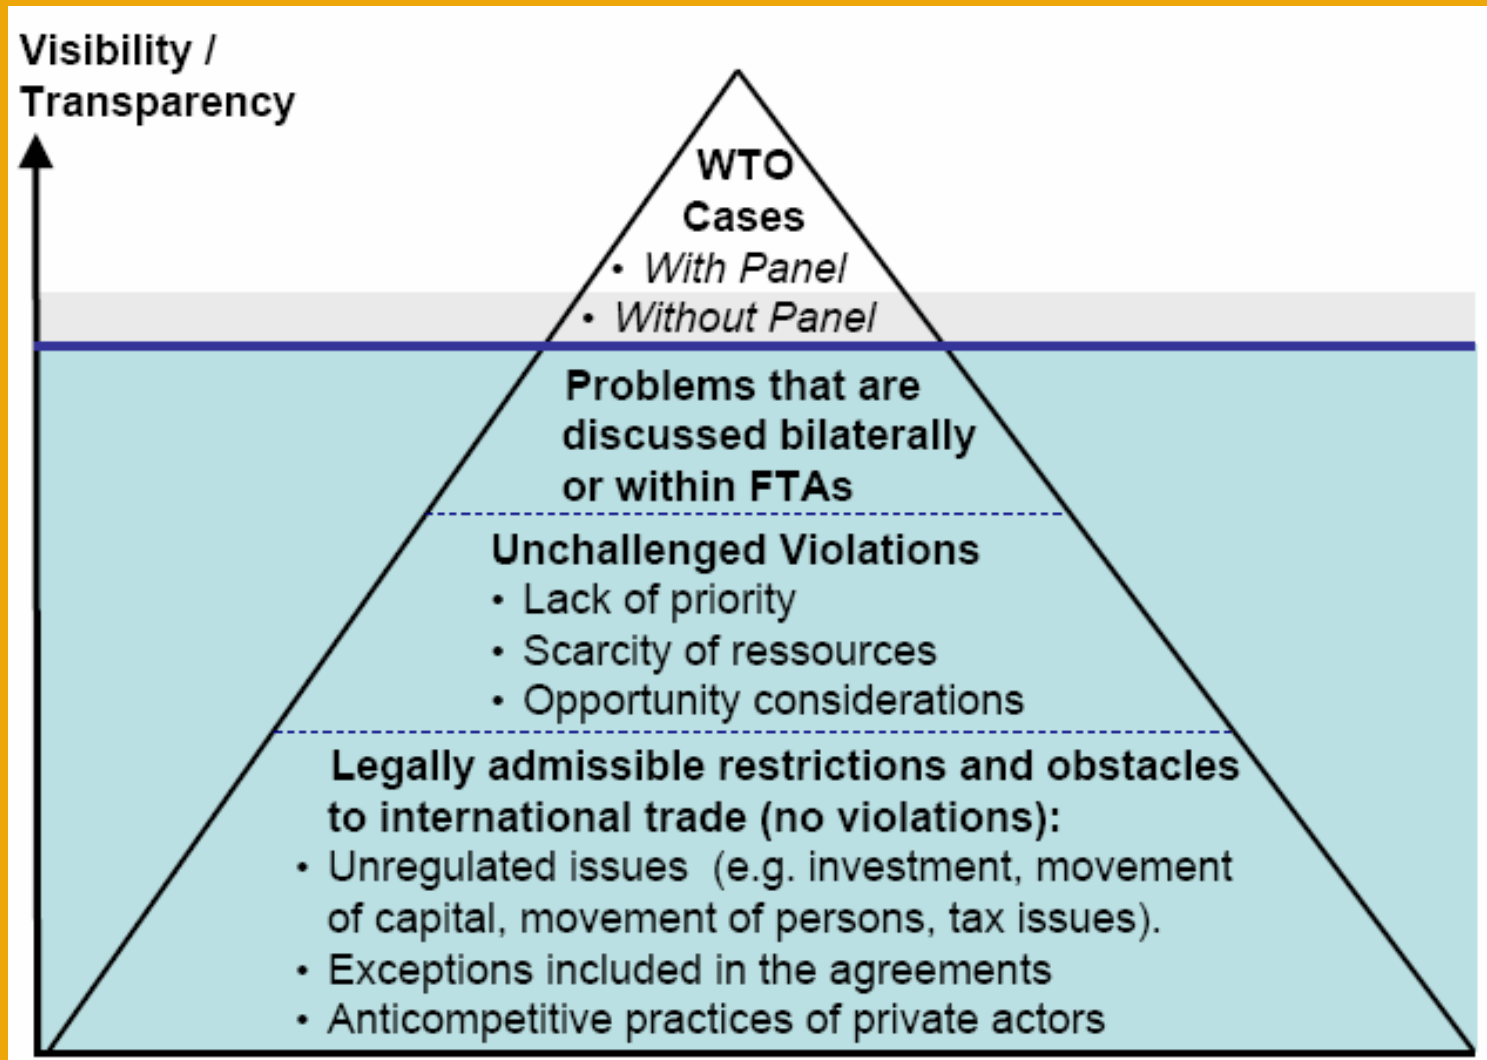 Visibility /
Transparency
WTO
Cases
• With Panel
• Without Panel
Problems that are
discussed bilaterally
or within FTAs
Unchallenged Violations
• Lack of priority
• Scarcity of ressources
• Opportunity considerations
Legally admissible restrictions and obstacles
to international trade (no violations):
• Unregulated issues (e.g. investment, movement
of capital, movement of persons, tax issues).
• Exceptions included in the agreements
• Anticompetitive practices of private actors